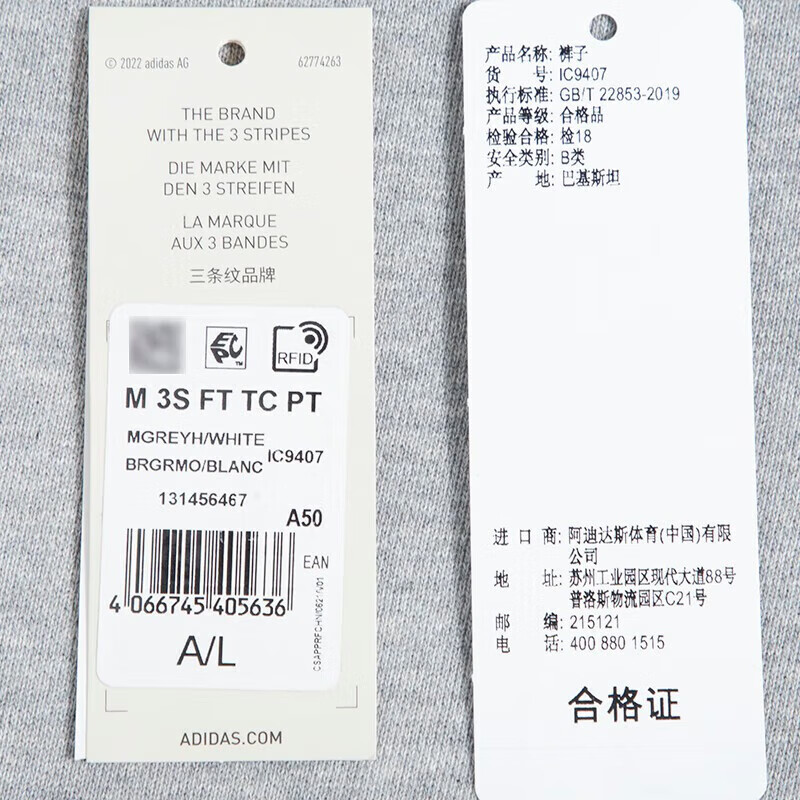 © 2022 adidas AG
62774263
THE BRAND
WITH THE 3 STRIPES
DIE MARKE MIT
DEN 3 STREIFEN
LA MARQUE
AUX 3 BANDES
三条纹品牌
EPC™
RFID
M 3S FT TC PT
MGREYH/WHITE
BRGRMO/BLANC
IC9407
131456467
A50
EAN
4 066745 405636
A/L
ADIDAS.COM
产品名称: 裤子
货 号: IC9407
执行标准: GB/T 22853-2019
产品等级: 合格品
检验合格: 检18
安全类别: B类
产 地: 巴基斯坦
进 口 商: 阿迪达斯体育(中国)有限
公司
地 址: 苏州工业园区现代大道88号
普洛斯物流园区C21号
邮 编: 215121
电 话: 400 880 1515
合格证